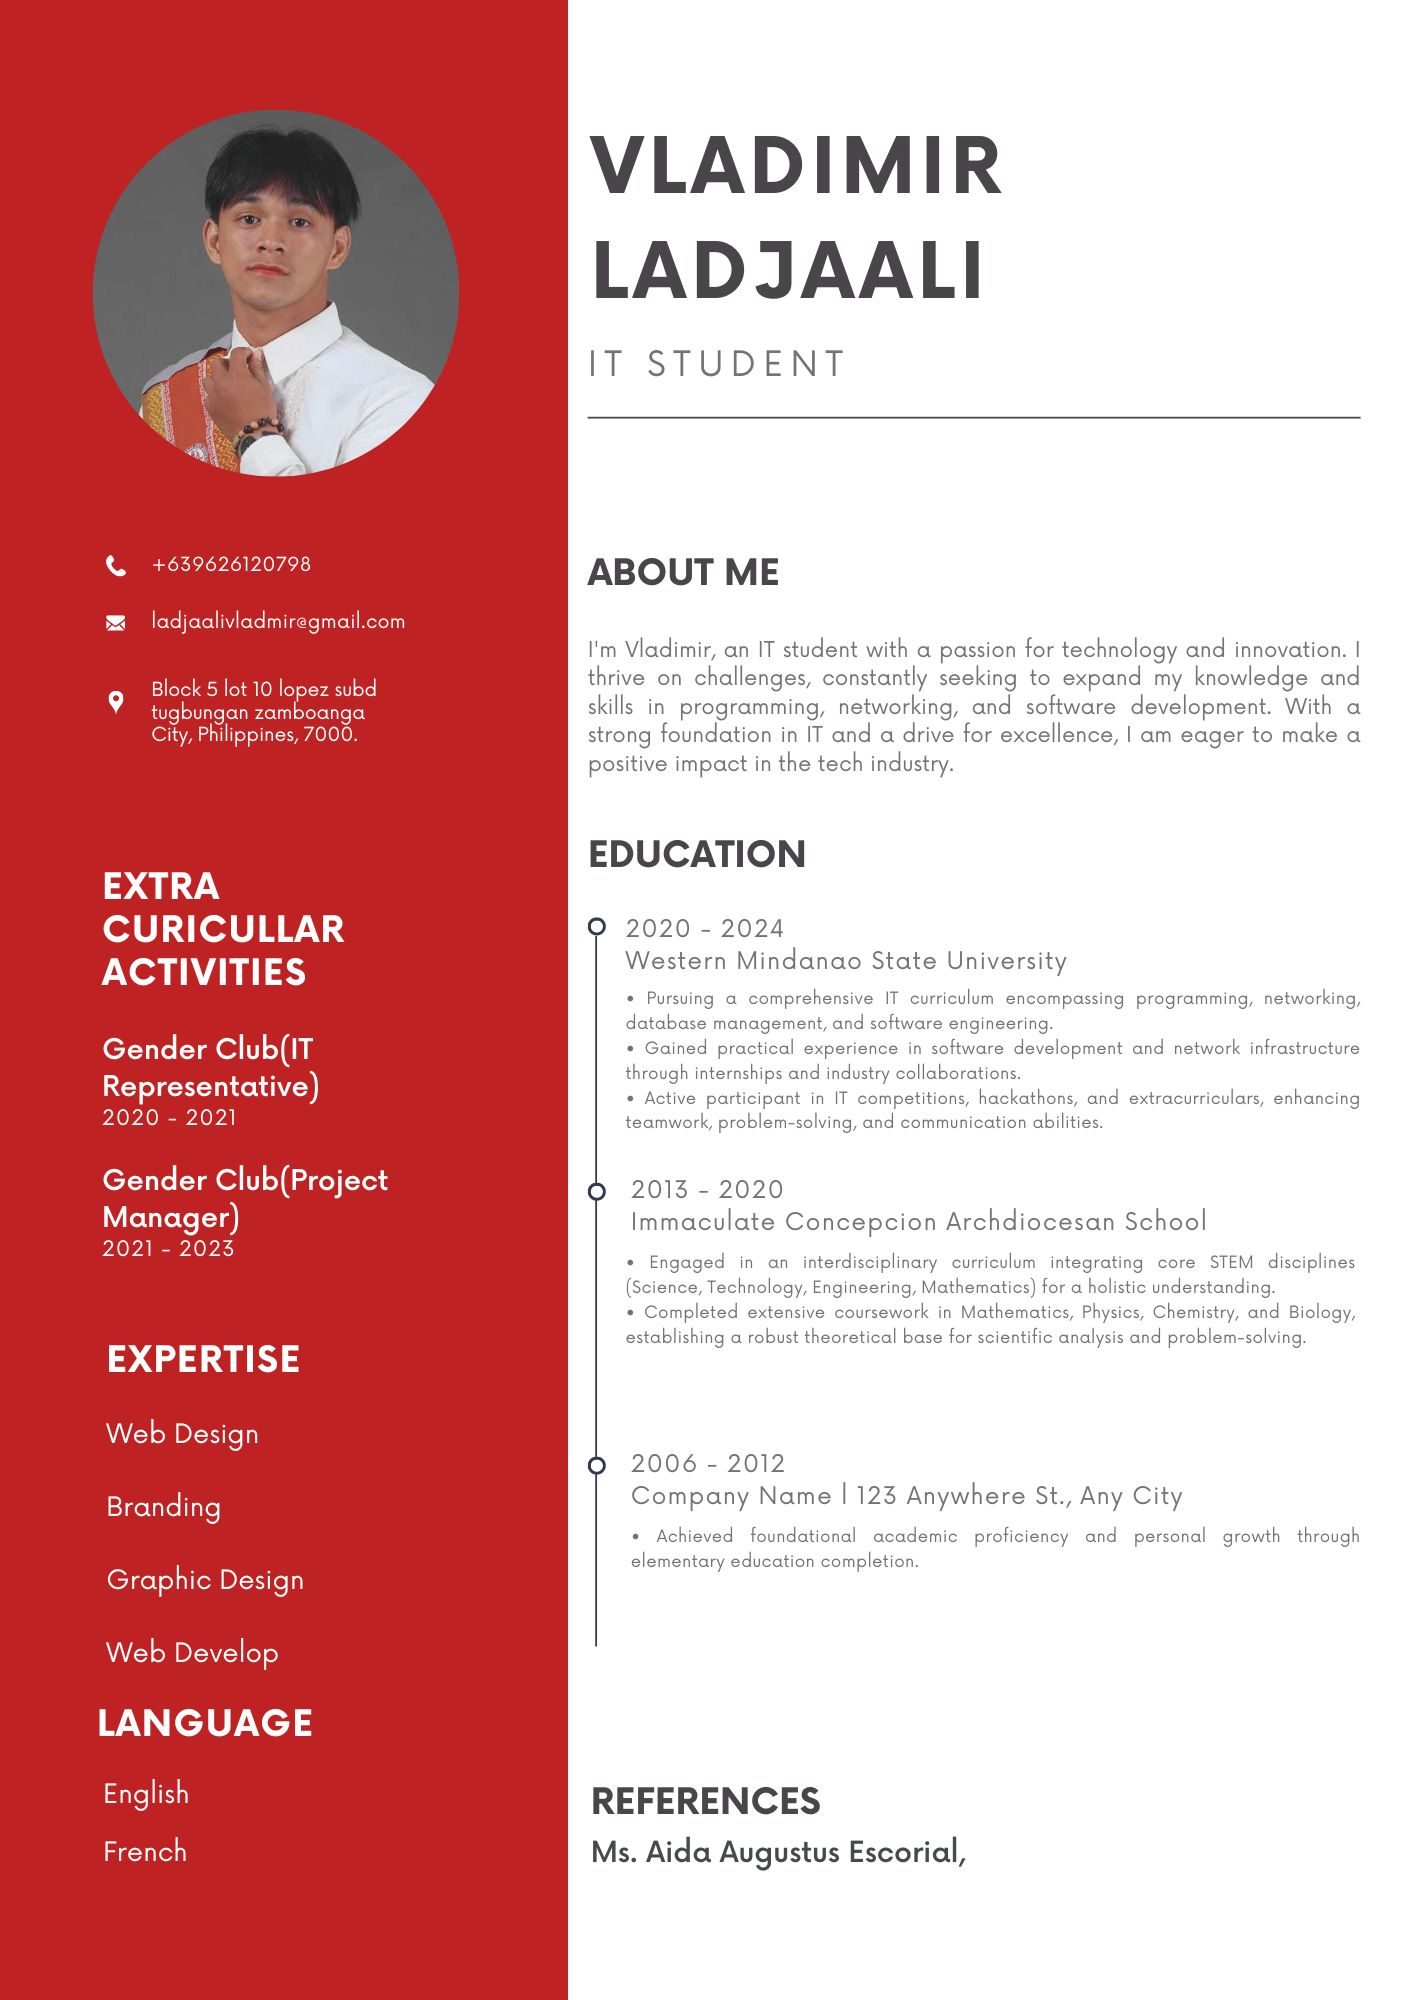 VLADIMIR
LADJAALI
IT STUDENT
+639626120798
ladjaalivladmir@gmail.com
Block 5 lot 10 lopez subd
tugbungan zamboanga
City, Philippines, 7000.
EXTRA
CURICULLAR
ACTIVITIES
Gender Club(IT
Representative)
2020 - 2021
Gender Club(Project
Manager)
2021 - 2023
EXPERTISE
Web Design
Branding
Graphic Design
Web Develop
LANGUAGE
English
French
ABOUT ME
I'm Vladimir, an IT student with a passion for technology and innovation. I
thrive on challenges, constantly seeking to expand my knowledge and
skills in programming, networking, and software development. With a
strong foundation in IT and a drive for excellence, I am eager to make a
positive impact in the tech industry.
EDUCATION
2020 - 2024
Western Mindanao State University
• Pursuing a comprehensive IT curriculum encompassing programming, networking,
database management, and software engineering.
• Gained practical experience in software development and network infrastructure
through internships and industry collaborations.
• Active participant in IT competitions, hackathons, and extracurriculars, enhancing
teamwork, problem-solving, and communication abilities.
2013 - 2020
Immaculate Concepcion Archdiocesan School
• Engaged in an interdisciplinary curriculum integrating core STEM disciplines
(Science, Technology, Engineering, Mathematics) for a holistic understanding.
• Completed extensive coursework in Mathematics, Physics, Chemistry, and Biology,
establishing a robust theoretical base for scientific analysis and problem-solving.
2006 - 2012
Company Name l 123 Anywhere St., Any City
• Achieved foundational academic proficiency and personal growth through
elementary education completion.
REFERENCES
Ms. Aida Augustus Escorial,